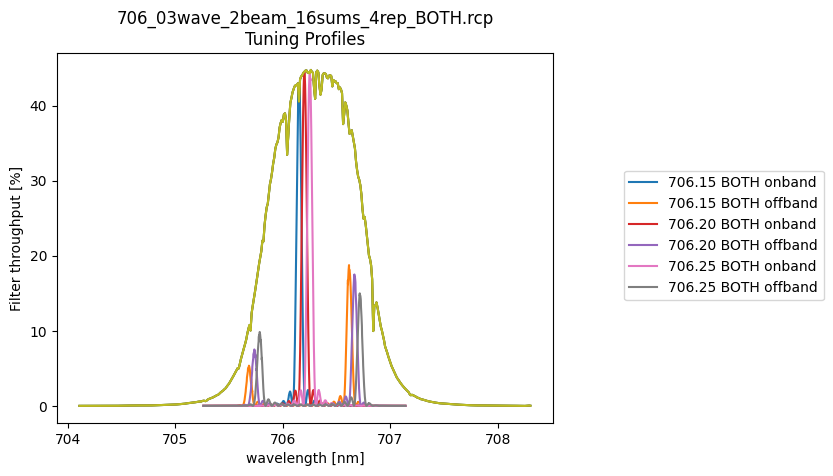 706_03wave_2beam_16sums_4rep_BOTH.rcp
Tuning Profiles
Filter throughput [%]
40
30
20
10
0
704
705
706
707
708
wavelength [nm]
706.15 BOTH onband
706.15 BOTH offband
706.20 BOTH onband
706.20 BOTH offband
706.25 BOTH onband
706.25 BOTH offband